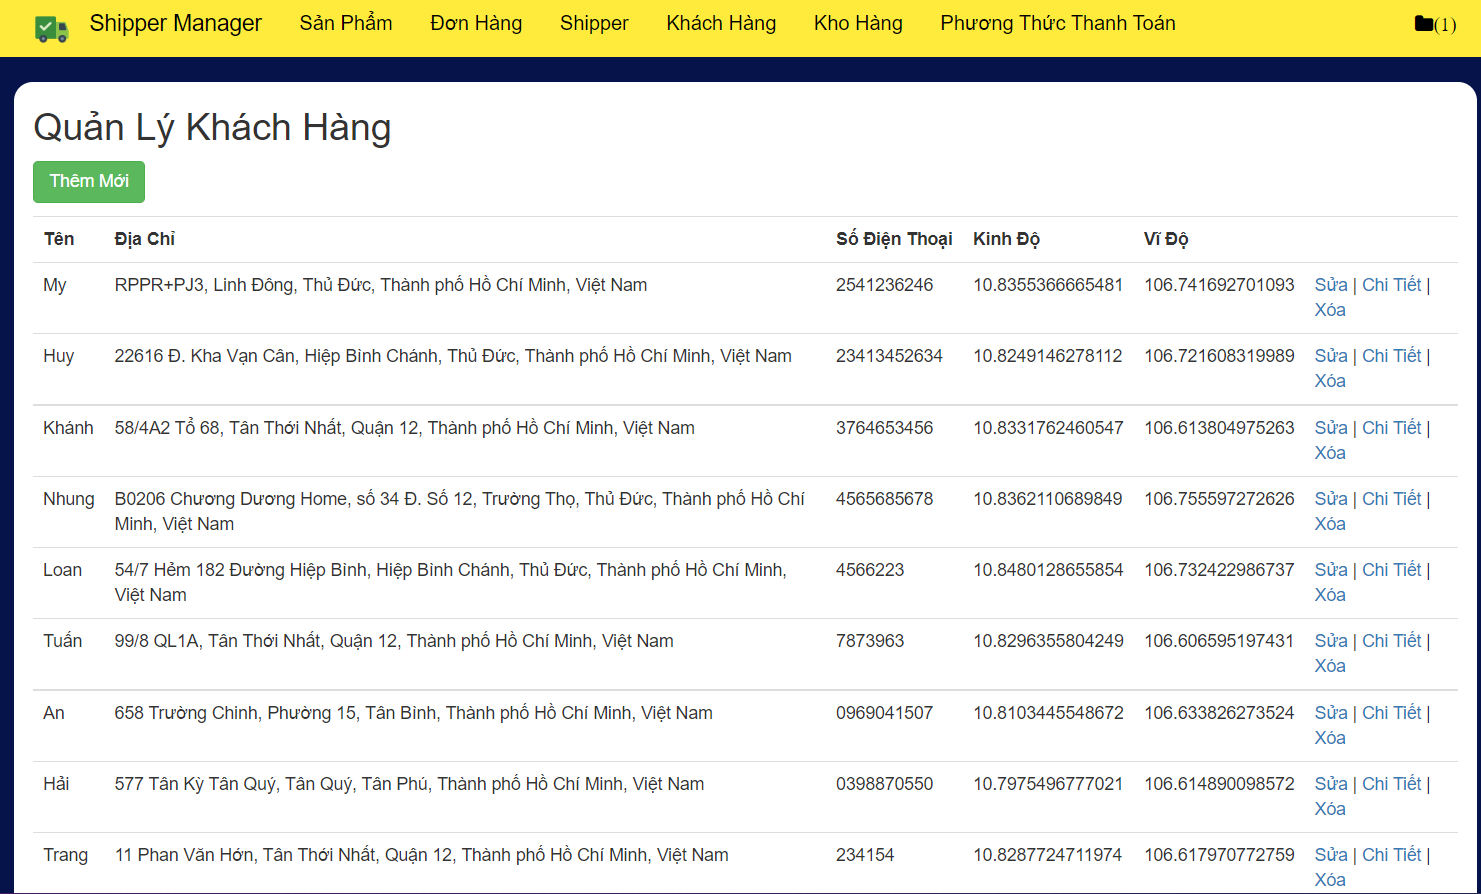 Shipper Manager Sản Phẩm Đơn Hàng Shipper Khách Hàng Kho Hàng Phương Thức Thanh Toán (1)
Quản Lý Khách Hàng
Thêm Mới
Tên Địa Chỉ Số Điện Thoại Kinh Độ Vĩ Độ
My RPPR+PJ3, Linh Đông, Thủ Đức, Thành phố Hồ Chí Minh, Việt Nam 2541236246 10.8355366665481 106.741692701093 Sửa | Chi Tiết |
Xóa
Huy 22616 Đ. Kha Vạn Cân, Hiệp Bình Chánh, Thủ Đức, Thành phố Hồ Chí Minh, Việt Nam 23413452634 10.8249146278112 106.721608319989 Sửa | Chi Tiết |
Xóa
Khánh 58/4A2 Tổ 68, Tân Thới Nhất, Quận 12, Thành phố Hồ Chí Minh, Việt Nam 3764653456 10.8331762460547 106.613804975263 Sửa | Chi Tiết |
Xóa
Nhung B0206 Chương Dương Home, số 34 Đ. Số 12, Trường Thọ, Thủ Đức, Thành phố Hồ Chí 4565685678 10.8362110689849 106.755597272626 Sửa | Chi Tiết |
Minh, Việt Nam Xóa
Loan 54/7 Hẻm 182 Đường Hiệp Bình, Hiệp Bình Chánh, Thủ Đức, Thành phố Hồ Chí Minh, 4566223 10.8480128655854 106.732422986737 Sửa | Chi Tiết |
Việt Nam Xóa
Tuấn 99/8 QL1A, Tân Thới Nhất, Quận 12, Thành phố Hồ Chí Minh, Việt Nam 7873963 10.8296355804249 106.606595197431 Sửa | Chi Tiết |
Xóa
An 658 Trường Chinh, Phường 15, Tân Bình, Thành phố Hồ Chí Minh, Việt Nam 0969041507 10.8103445548672 106.633826273524 Sửa | Chi Tiết |
Xóa
Hải 577 Tân Kỳ Tân Quý, Tân Quý, Tân Phú, Thành phố Hồ Chí Minh, Việt Nam 0398870550 10.7975496777021 106.614890098572 Sửa | Chi Tiết |
Xóa
Trang 11 Phan Văn Hớn, Tân Thới Nhất, Quận 12, Thành phố Hồ Chí Minh, Việt Nam 234154 10.8287724711974 106.617970772759 Sửa | Chi Tiết |
Xóa